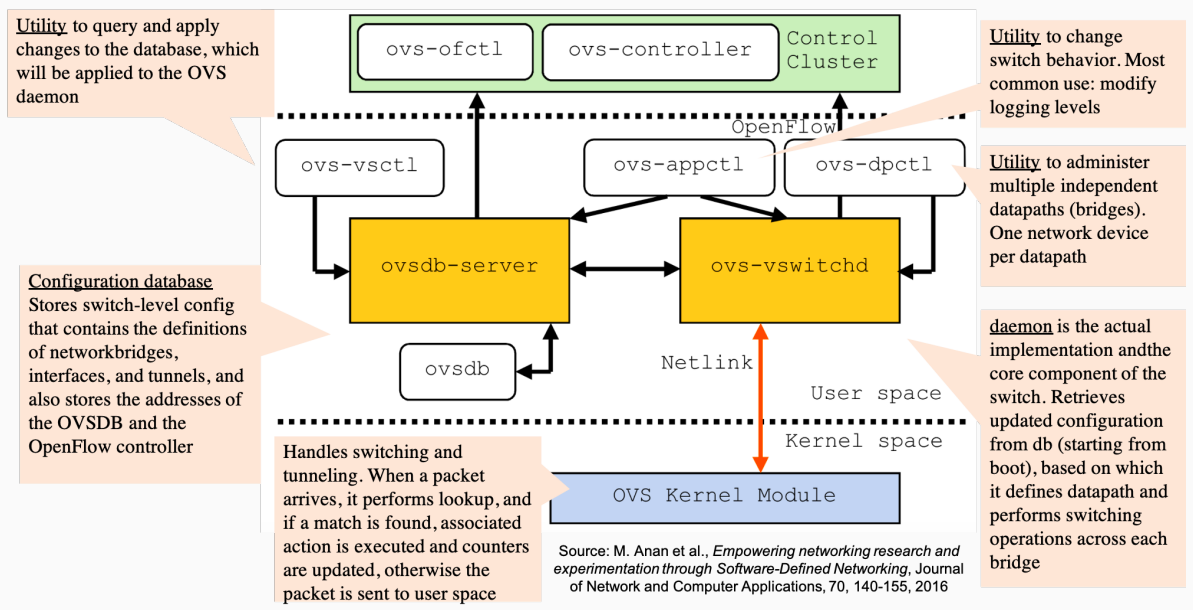 Utility to query and apply
changes to the database, which
will be applied to the OVS
daemon
ovs-ofctl
ovs-controller
Control
Cluster
Utility to change
switch behavior. Most
common use: modify
logging levels
OpenFlow
ovs-vsctl
ovs-appctl
ovs-dpctl
Utility to administer
multiple independent
datapaths (bridges).
One network device
per datapath
ovsdb-server
ovs-vswitchd
Configuration database
Stores switch-level config
that contains the definitions
of networkbridges,
interfaces, and tunnels, and
also stores the addresses of
the OVSDB and the
OpenFlow controller
ovsdb
Netlink
User space
Kernel space
daemon is the actual
implementation andthe
core component of the
switch. Retrieves
updated configuration
from db (starting from
boot), based on which
it defines datapath and
performs switching
operations across each
bridge
Handles switching and
tunneling. When a packet
arrives, it performs lookup, and
if a match is found, associated
action is executed and counters
are updated, otherwise the
packet is sent to user space
OVS Kernel Module
Source: M. Anan et al., Empowering networking research and
experimentation through Software-Defined Networking, Journal
of Network and Computer Applications, 70, 140-155, 2016